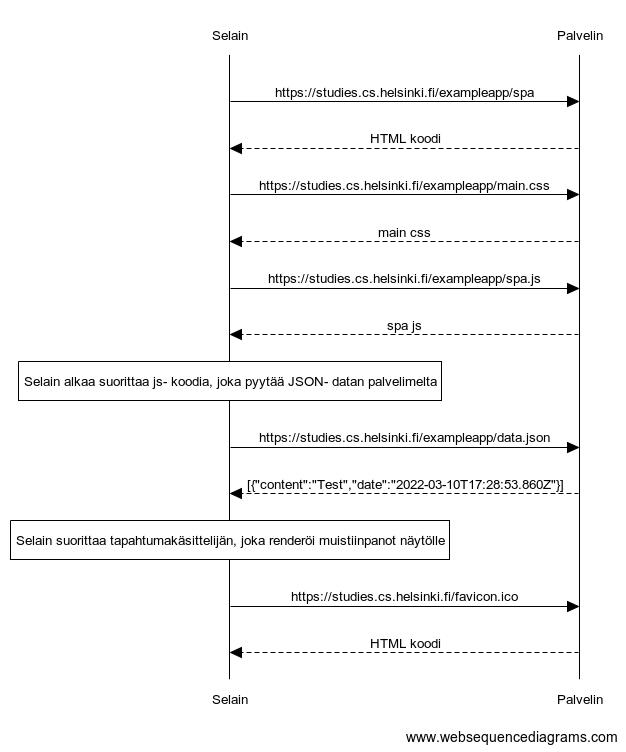 Selain Palvelin
https://studies.cs.helsinki.fi/exampleapp/spa
HTML koodi
https://studies.cs.helsinki.fi/exampleapp/main.css
main css
https://studies.cs.helsinki.fi/exampleapp/spa.js
spa js
Selain alkaa suorittaa js- koodia, joka pyytää JSON- datan palvelimelta
https://studies.cs.helsinki.fi/exampleapp/data.json
[{"content":"Test","date":"2022-03-10T17:28:53.860Z"}]
Selain suorittaa tapahtumakäsittelijän, joka renderöi muistiinpanot näytölle
https://studies.cs.helsinki.fi/favicon.ico
HTML koodi
Selain Palvelin
www.websequencediagrams.com